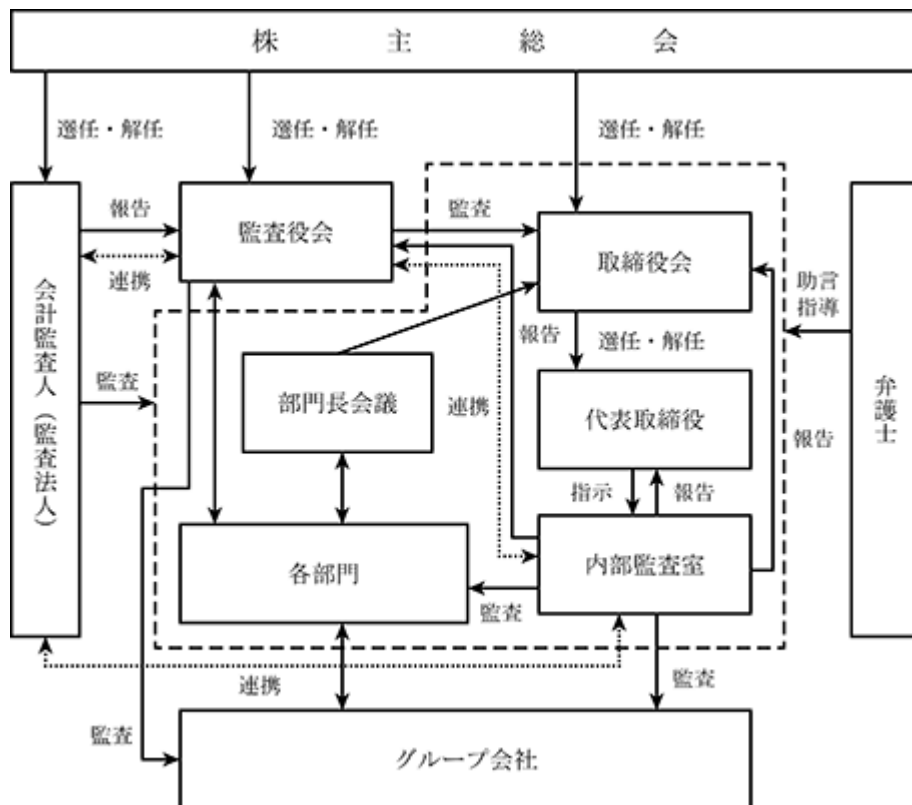 株主総会
選任・解任
選任・解任
選任・解任
報告
監査役会
監査
取締役会
連携
助言
指導
会計監査人（監査法人）
監査
部門長会議
連携
報告
選任・解任
代表取締役
弁護士
報告
指示
報告
各部門
内部監査室
監査
連携
監査
監査
グループ会社